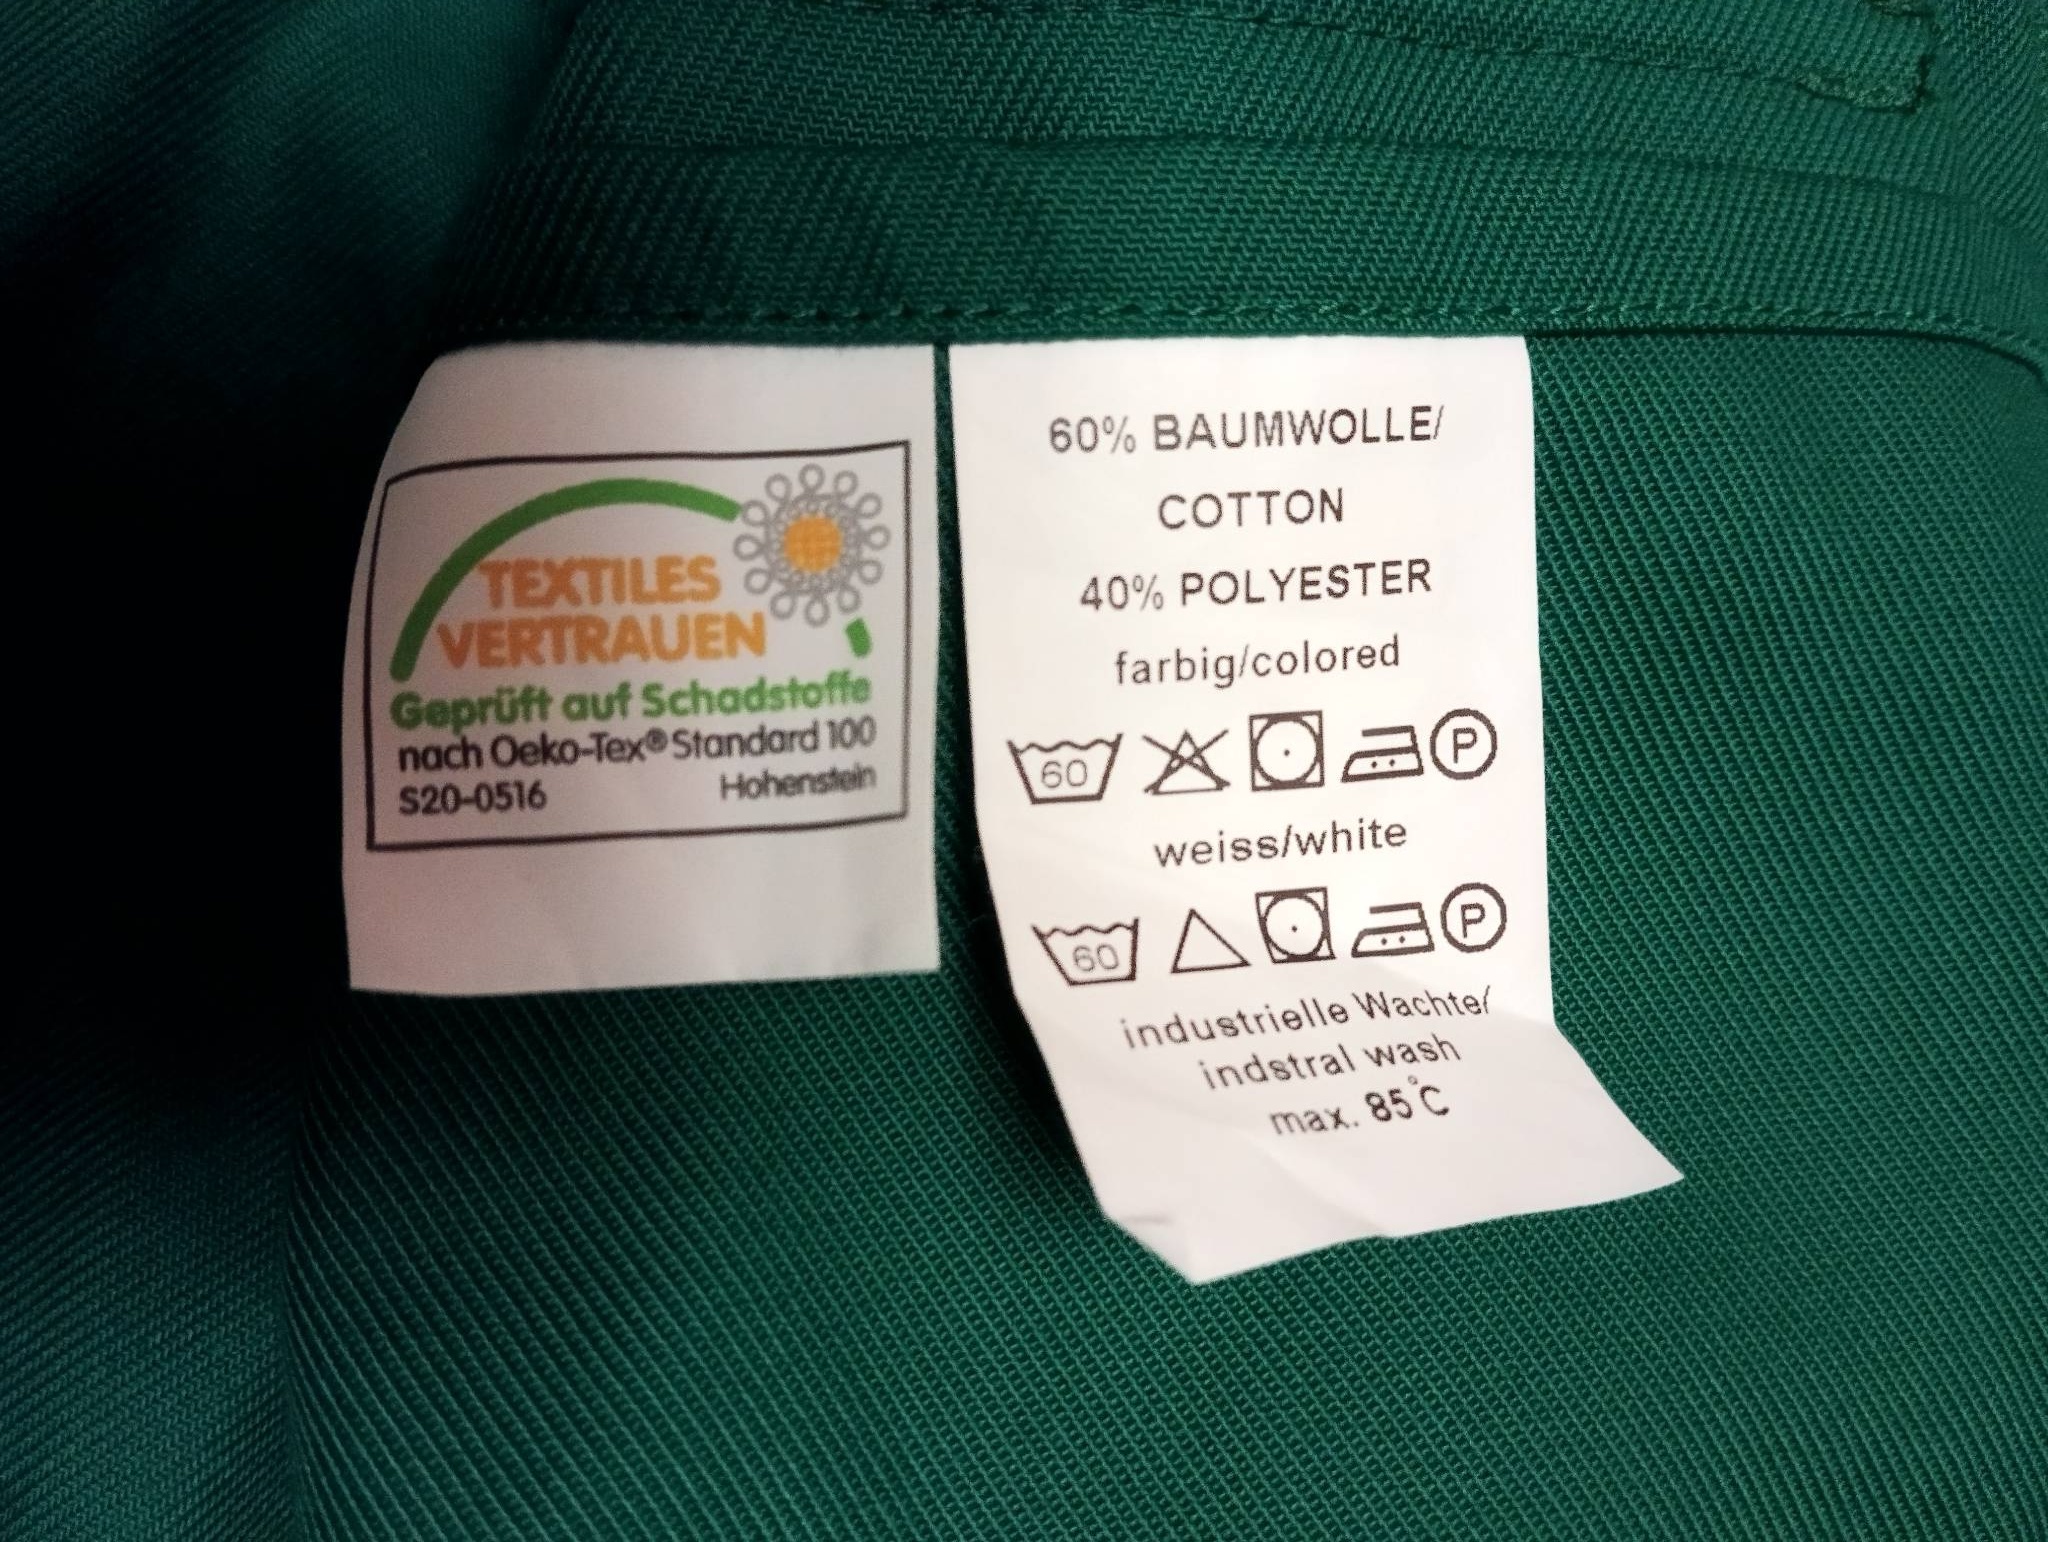 TEXTILES
VERTRAUEN
Geprüft auf Schadstoffe
nach Oeko-Tex® Standard 100
S20-0516 Hohenstein
60% BAUMWOLLE/
COTTON
40% POLYESTER
farbig/colored
60 P
weiss/white
60 P
industrielle Wachte/
indstral wash
max. 85°C